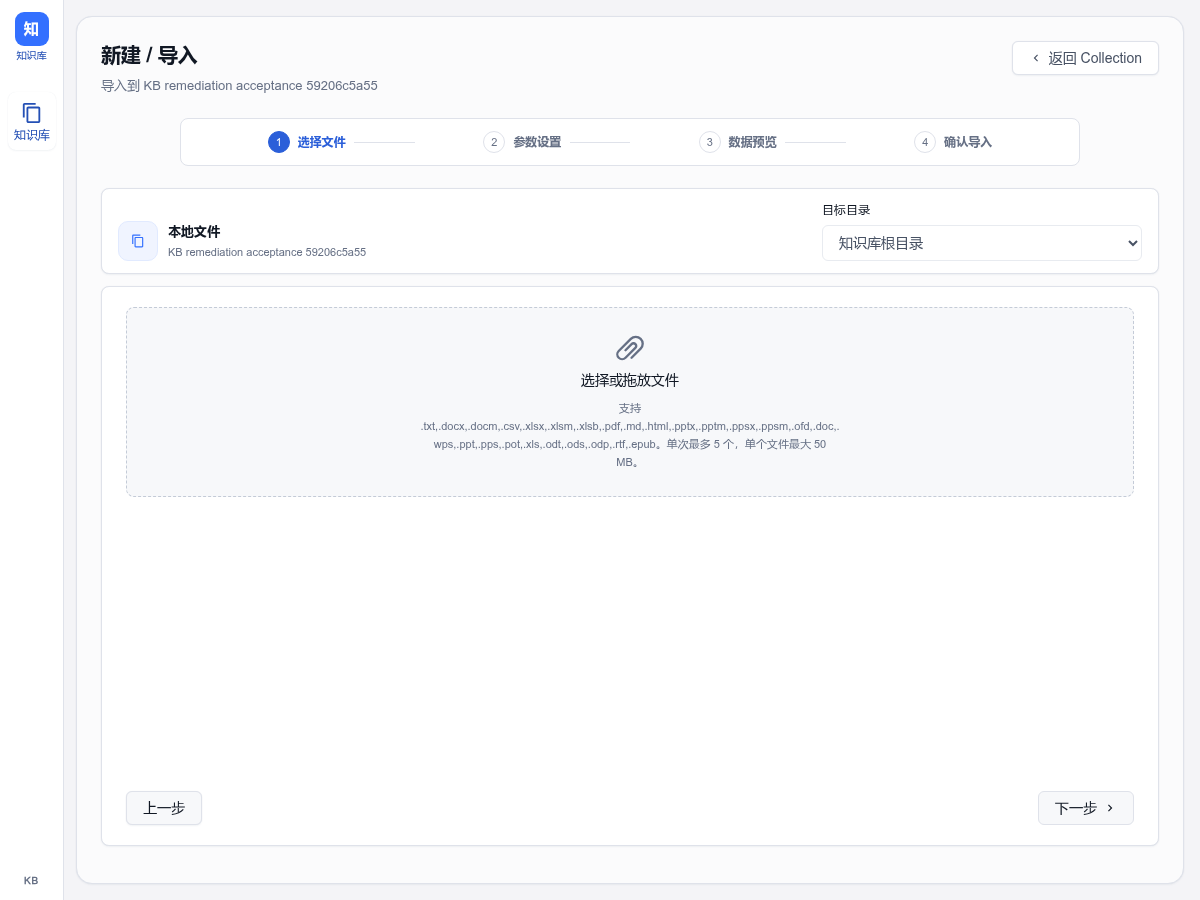 知
知识库
知识库
KB
新建 / 导入
导入到 KB remediation acceptance 59206c5a55
返回 Collection
1 选择文件
2 参数设置
3 数据预览
4 确认导入
本地文件
KB remediation acceptance 59206c5a55
目标目录
知识库根目录
选择或拖放文件
支持
.txt,.docx,.docm,.csv,.xlsx,.xlsm,.xlsb,.pdf,.md,.html,.pptx,.pptm,.ppsx,.ppsm,.ofd,.doc,.
wps,.ppt,.pps,.pot,.xls,.odt,.ods,.odp,.rtf,.epub。单次最多 5 个，单个文件最大 50
MB。
上一步
下一步